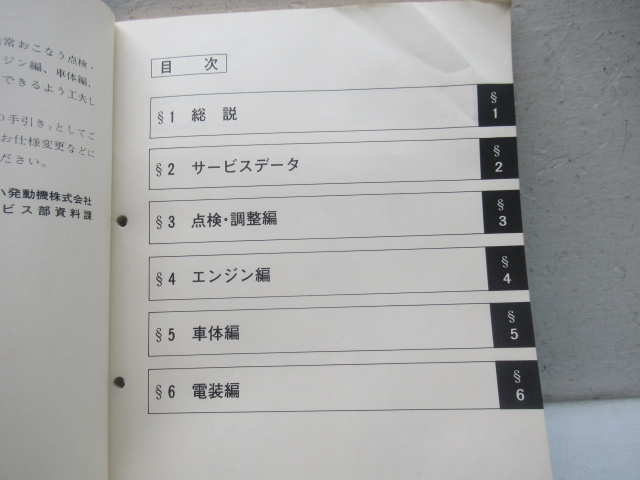 常おこなう点検・
ジン編、車体編、
できるよう工夫し
の手引き』としてこ
お仕様変更などに
ださい。
ハ発動機株式会社
ビス部資料課
目 次
§1 総説
§1
§2 サービスデータ
§2
§3 点検・調整編
§3
§4 エンジン編
§4
§5 車体編
§5
§6 電装編
§6